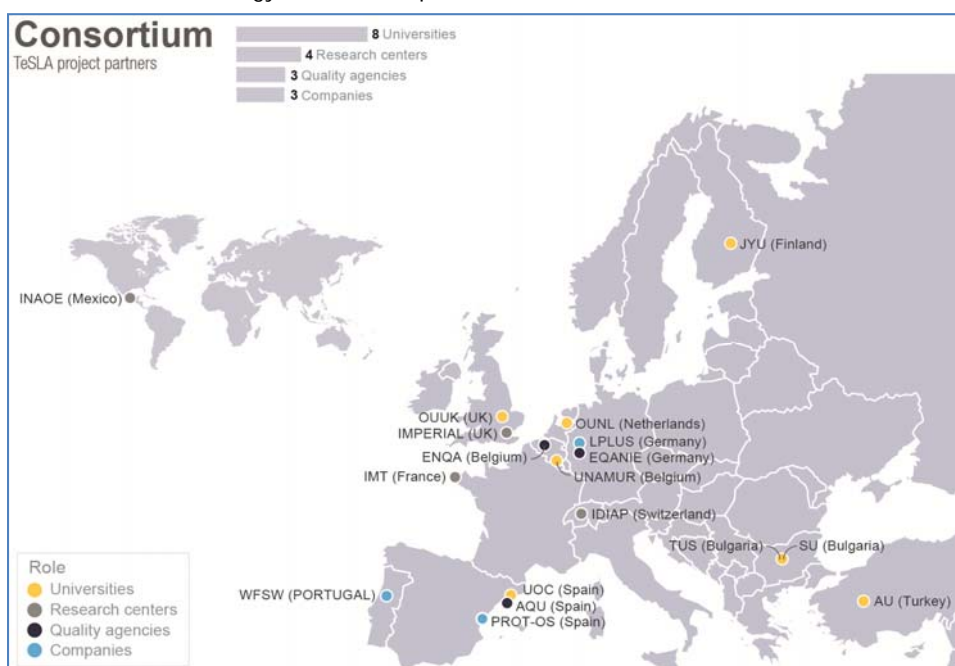 Consortium
TeSLA project partners
8 Universities
4 Research centers
3 Quality agencies
3 Companies
JYU (Finland)
INAOE (Mexico)
OUUK (UK)
OUNL (Netherlands)
IMPERIAL (UK)
LPLUS (Germany)
ENQA (Belgium)
EQANIE (Germany)
IMT (France)
UNAMUR (Belgium)
IDIAP (Switzerland)
TUS (Bulgaria)
SU (Bulgaria)
Role
Universities
Research centers
Quality agencies
Companies
WFSW (PORTUGAL)
UOC (Spain)
AQU (Spain)
PROT-OS (Spain)
AU (Turkey)